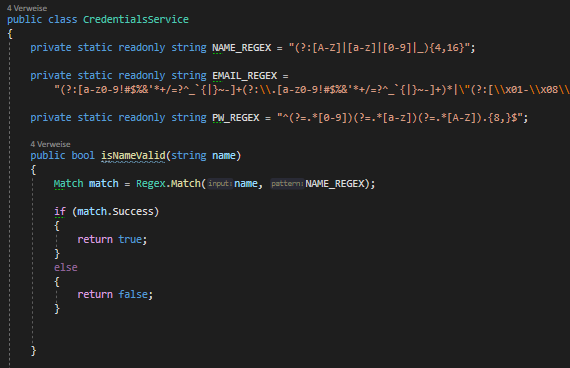 4 Verweise
public class CredentialsService
{
private static readonly string NAME_REGEX = "(?:[A-Z]|[a-z]|[0-9]|_){4,16}";
private static readonly string EMAIL_REGEX =
"(?:[a-z0-9!#$%&'*+/=?^_`{|}~-]+(?:\\.[a-z0-9!#$%&'*+/=?^_`{|}~-]+)*|\"(?:[\\x01-\\x08\\
private static readonly string PW_REGEX = "^(?=.*[0-9])(?=.*[a-z])(?=.*[A-Z]).{8,}$";
4 Verweise
public bool isNameValid(string name)
{
Match match = Regex.Match(input:name, pattern:NAME_REGEX);
if (match.Success)
{
return true;
}
else
{
return false;
}
}